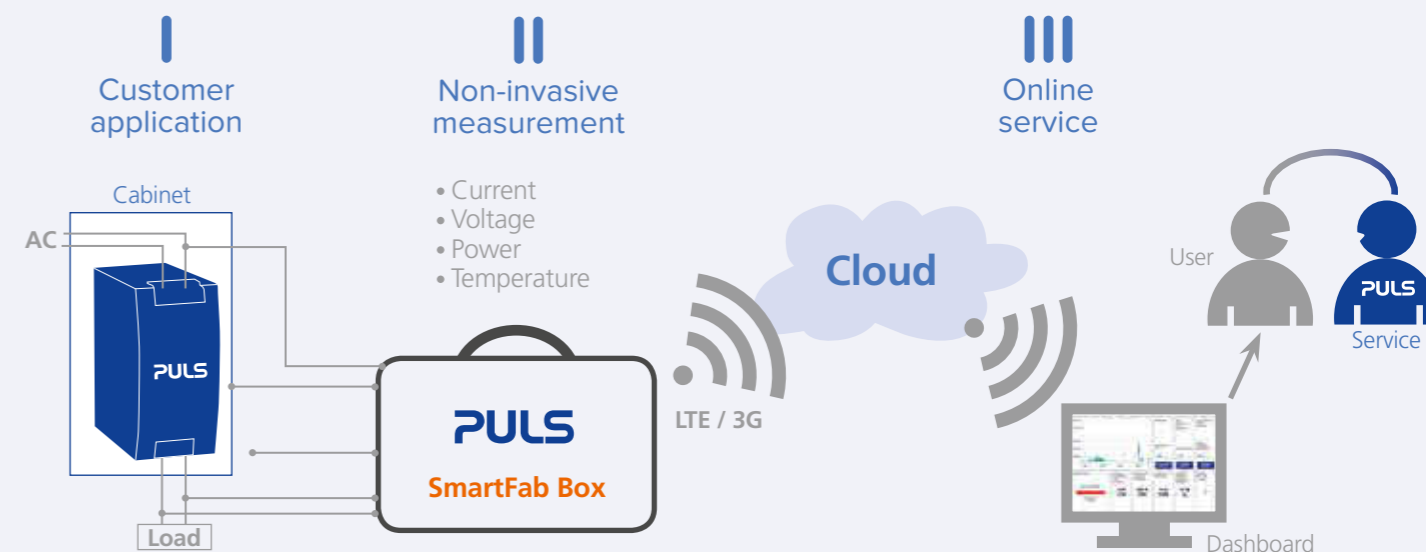 I
Customer
application
Cabinet
AC
PULS
Load
II
Non-invasive
measurement
• Current
• Voltage
• Power
• Temperature
PULS
SmartFab Box
LTE / 3G
Cloud
III
Online
service
User
PULS
Service
Dashboard